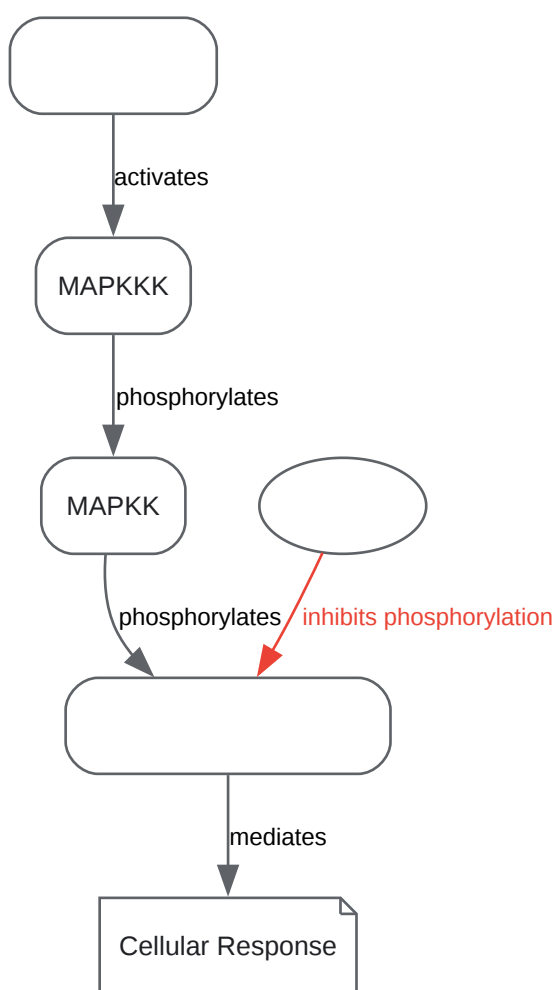 activates
MAPKKK
phosphorylates
MAPKK
phosphorylates
inhibits phosphorylation
mediates
Cellular Response